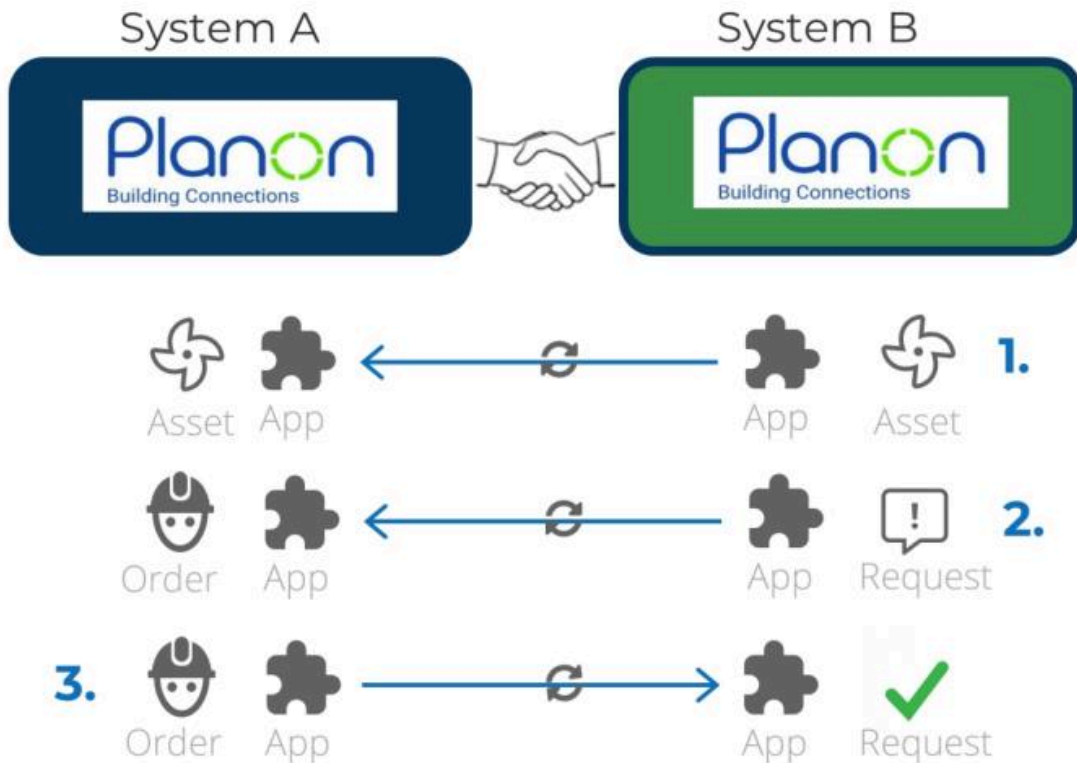 System A
System B
Planon
Building Connections
Planon
Building Connections
Asset App App Asset 1.
Order App App Request 2.
3. Order App App Request